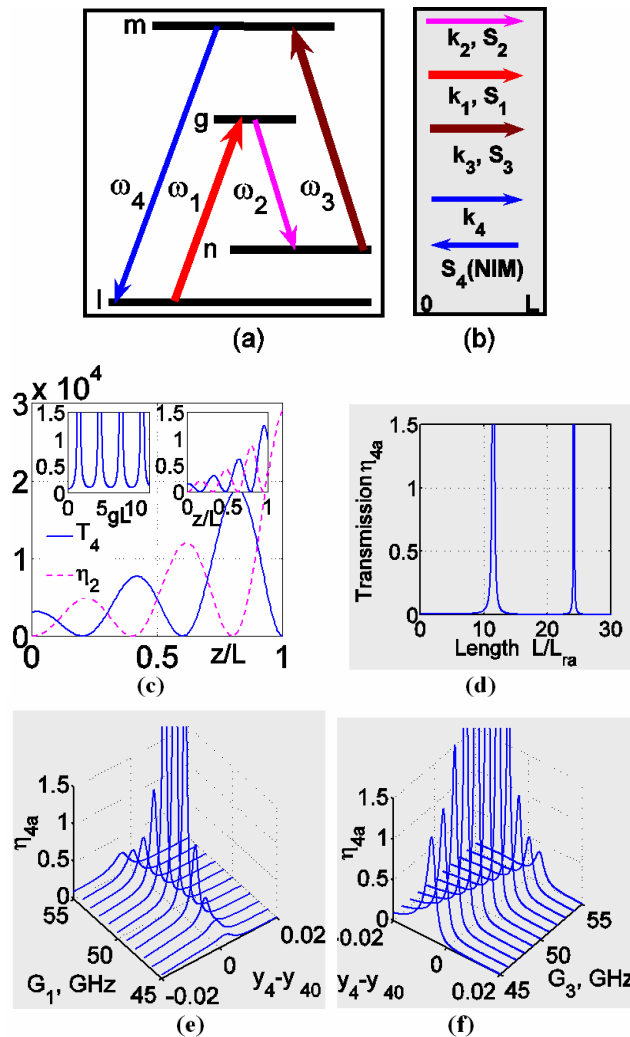 m
g
n
l
ω4
ω1
ω2
ω3
(a)
k2, S2
k1, S1
k3, S3
k4
S4(NIM)
0 L
(b)
3 x 10^4
2
1
0
0 0.5 1
z/L
T4
η2
1.5
1
0.5
0
5 10
gL
1.5
1
0.5
0
0 0.5 1
z/L
(c)
Transmission η4a
1.5
1
0.5
0
0 10 20 30
Length L/Lra
(d)
η4a
1.5
1
0.5
0
55
50
45
G1, GHz
-0.02
0
0.02
y4-y40
(e)
η4a
1.5
1
0.5
0
-0.02
0
0.02
y4-y40
45
50
55
G3, GHz
(f)